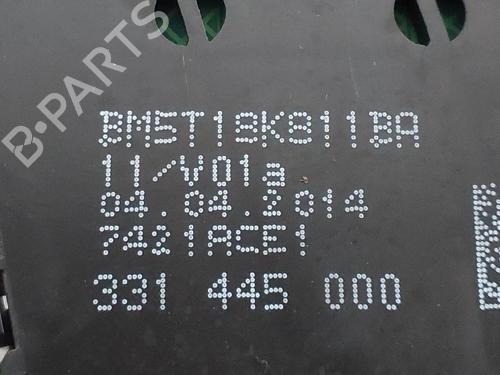 B-PARTS
BM5T18K811BA
11/V01a
04.04.2014
7421ACE1
331 445 000